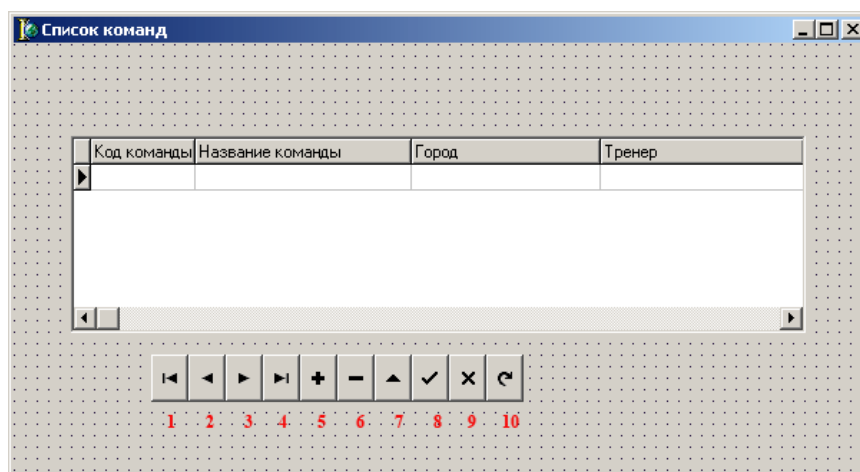 Список команд
Код команды Название команды Город Тренер
1 2 3 4 5 6 7 8 9 10